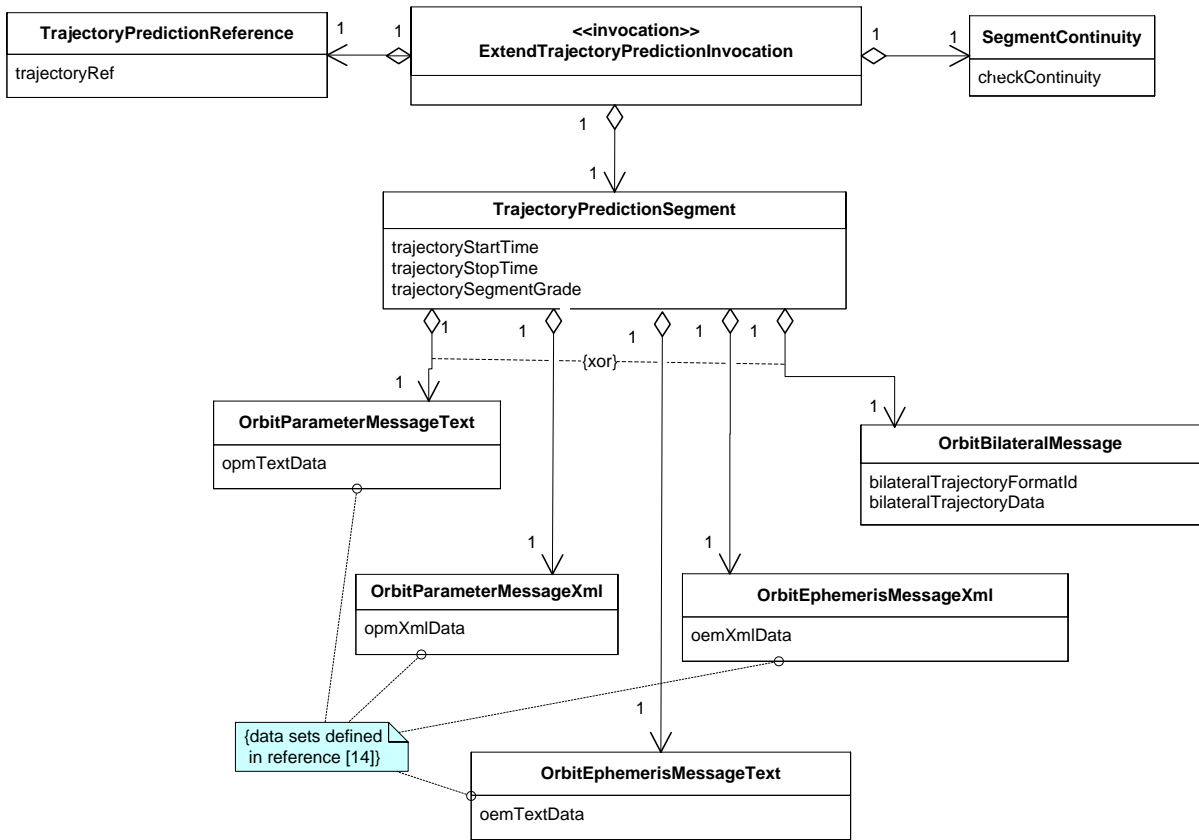 TrajectoryPredictionReference
trajectoryRef
1
1
<<invocation>>
ExtendTrajectoryPredictionInvocation
1
1
SegmentContinuity
checkContinuity
1
1
TrajectoryPredictionSegment
trajectoryStartTime
trajectoryStopTime
trajectorySegmentGrade
1
1
1
1
1
{xor}
1
OrbitParameterMessageText
opmTextData
1
OrbitBilateralMessage
bilateralTrajectoryFormatId
bilateralTrajectoryData
1
OrbitParameterMessageXml
opmXmlData
1
OrbitEphemerisMessageXml
oemXmlData
1
{data sets defined
in reference [14]}
OrbitEphemerisMessageText
oemTextData